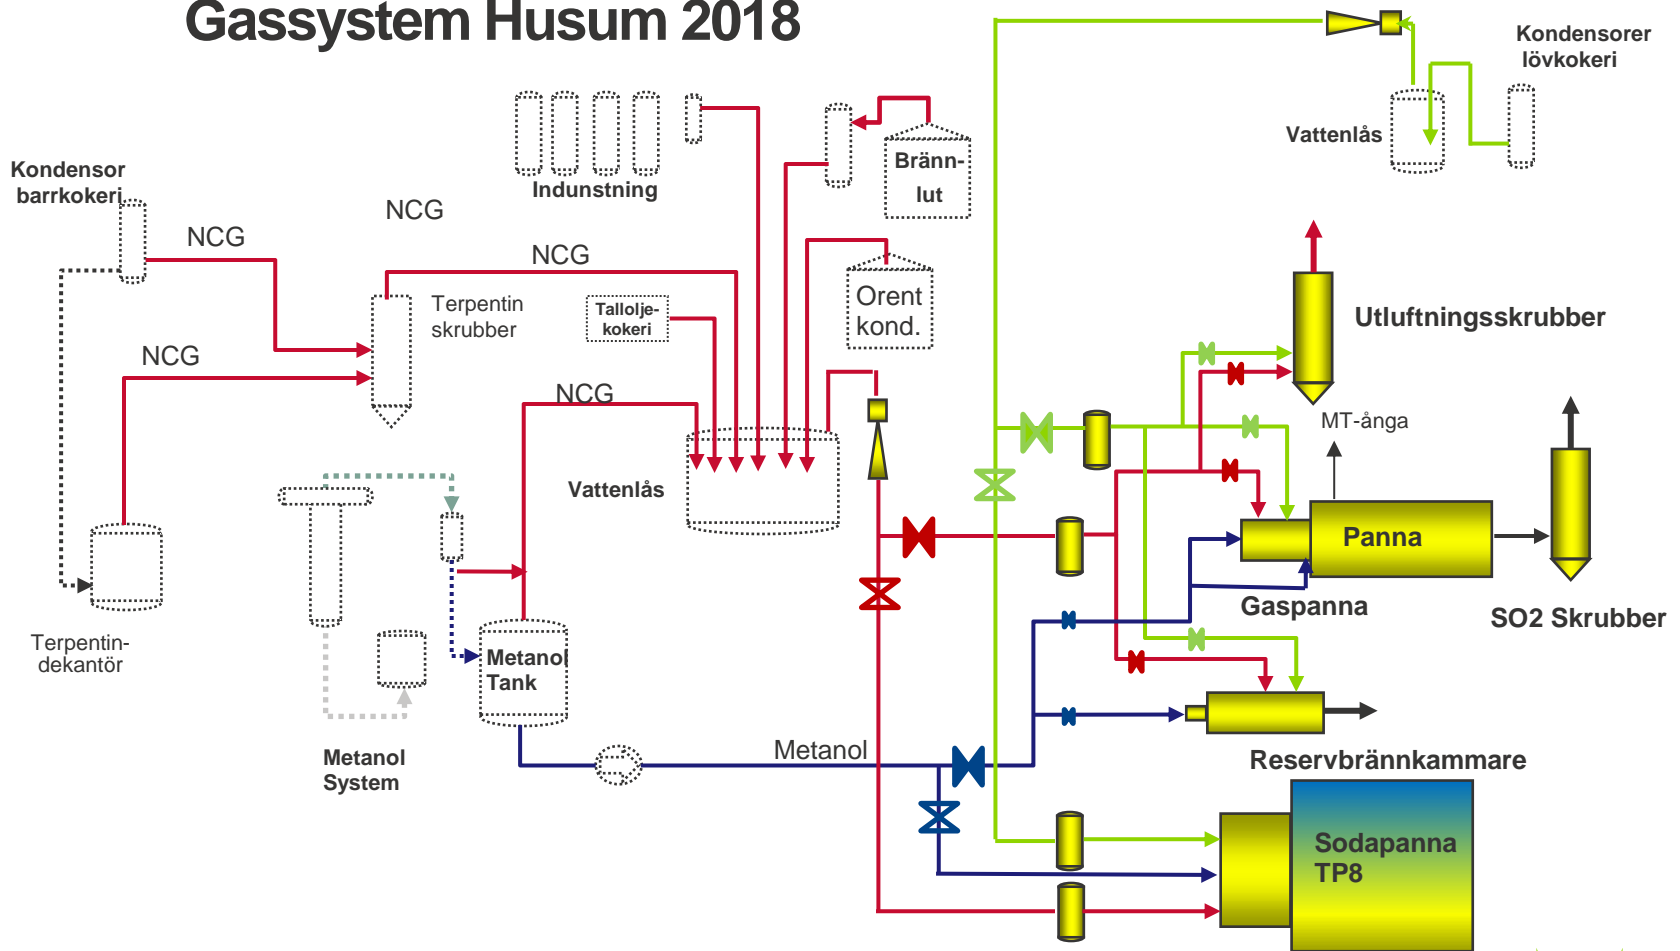 Gassystem Husum 2018
Kondensorer
lövkokeri
Vattenlås
Kondensor
barrkokeri
Indunstning
Bränn-
lut
NCG
NCG
NCG
Terpentin
skrubber
Tallolje-
kokeri
Orent
kond.
Utluftningsskrubber
NCG
NCG
MT-ånga
Vattenlås
Panna
Gaspanna
SO2 Skrubber
Terpentin-
dekantör
Metanol
Tank
Metanol
System
Metanol
Reservbrännkammare
Sodapanna
TP8